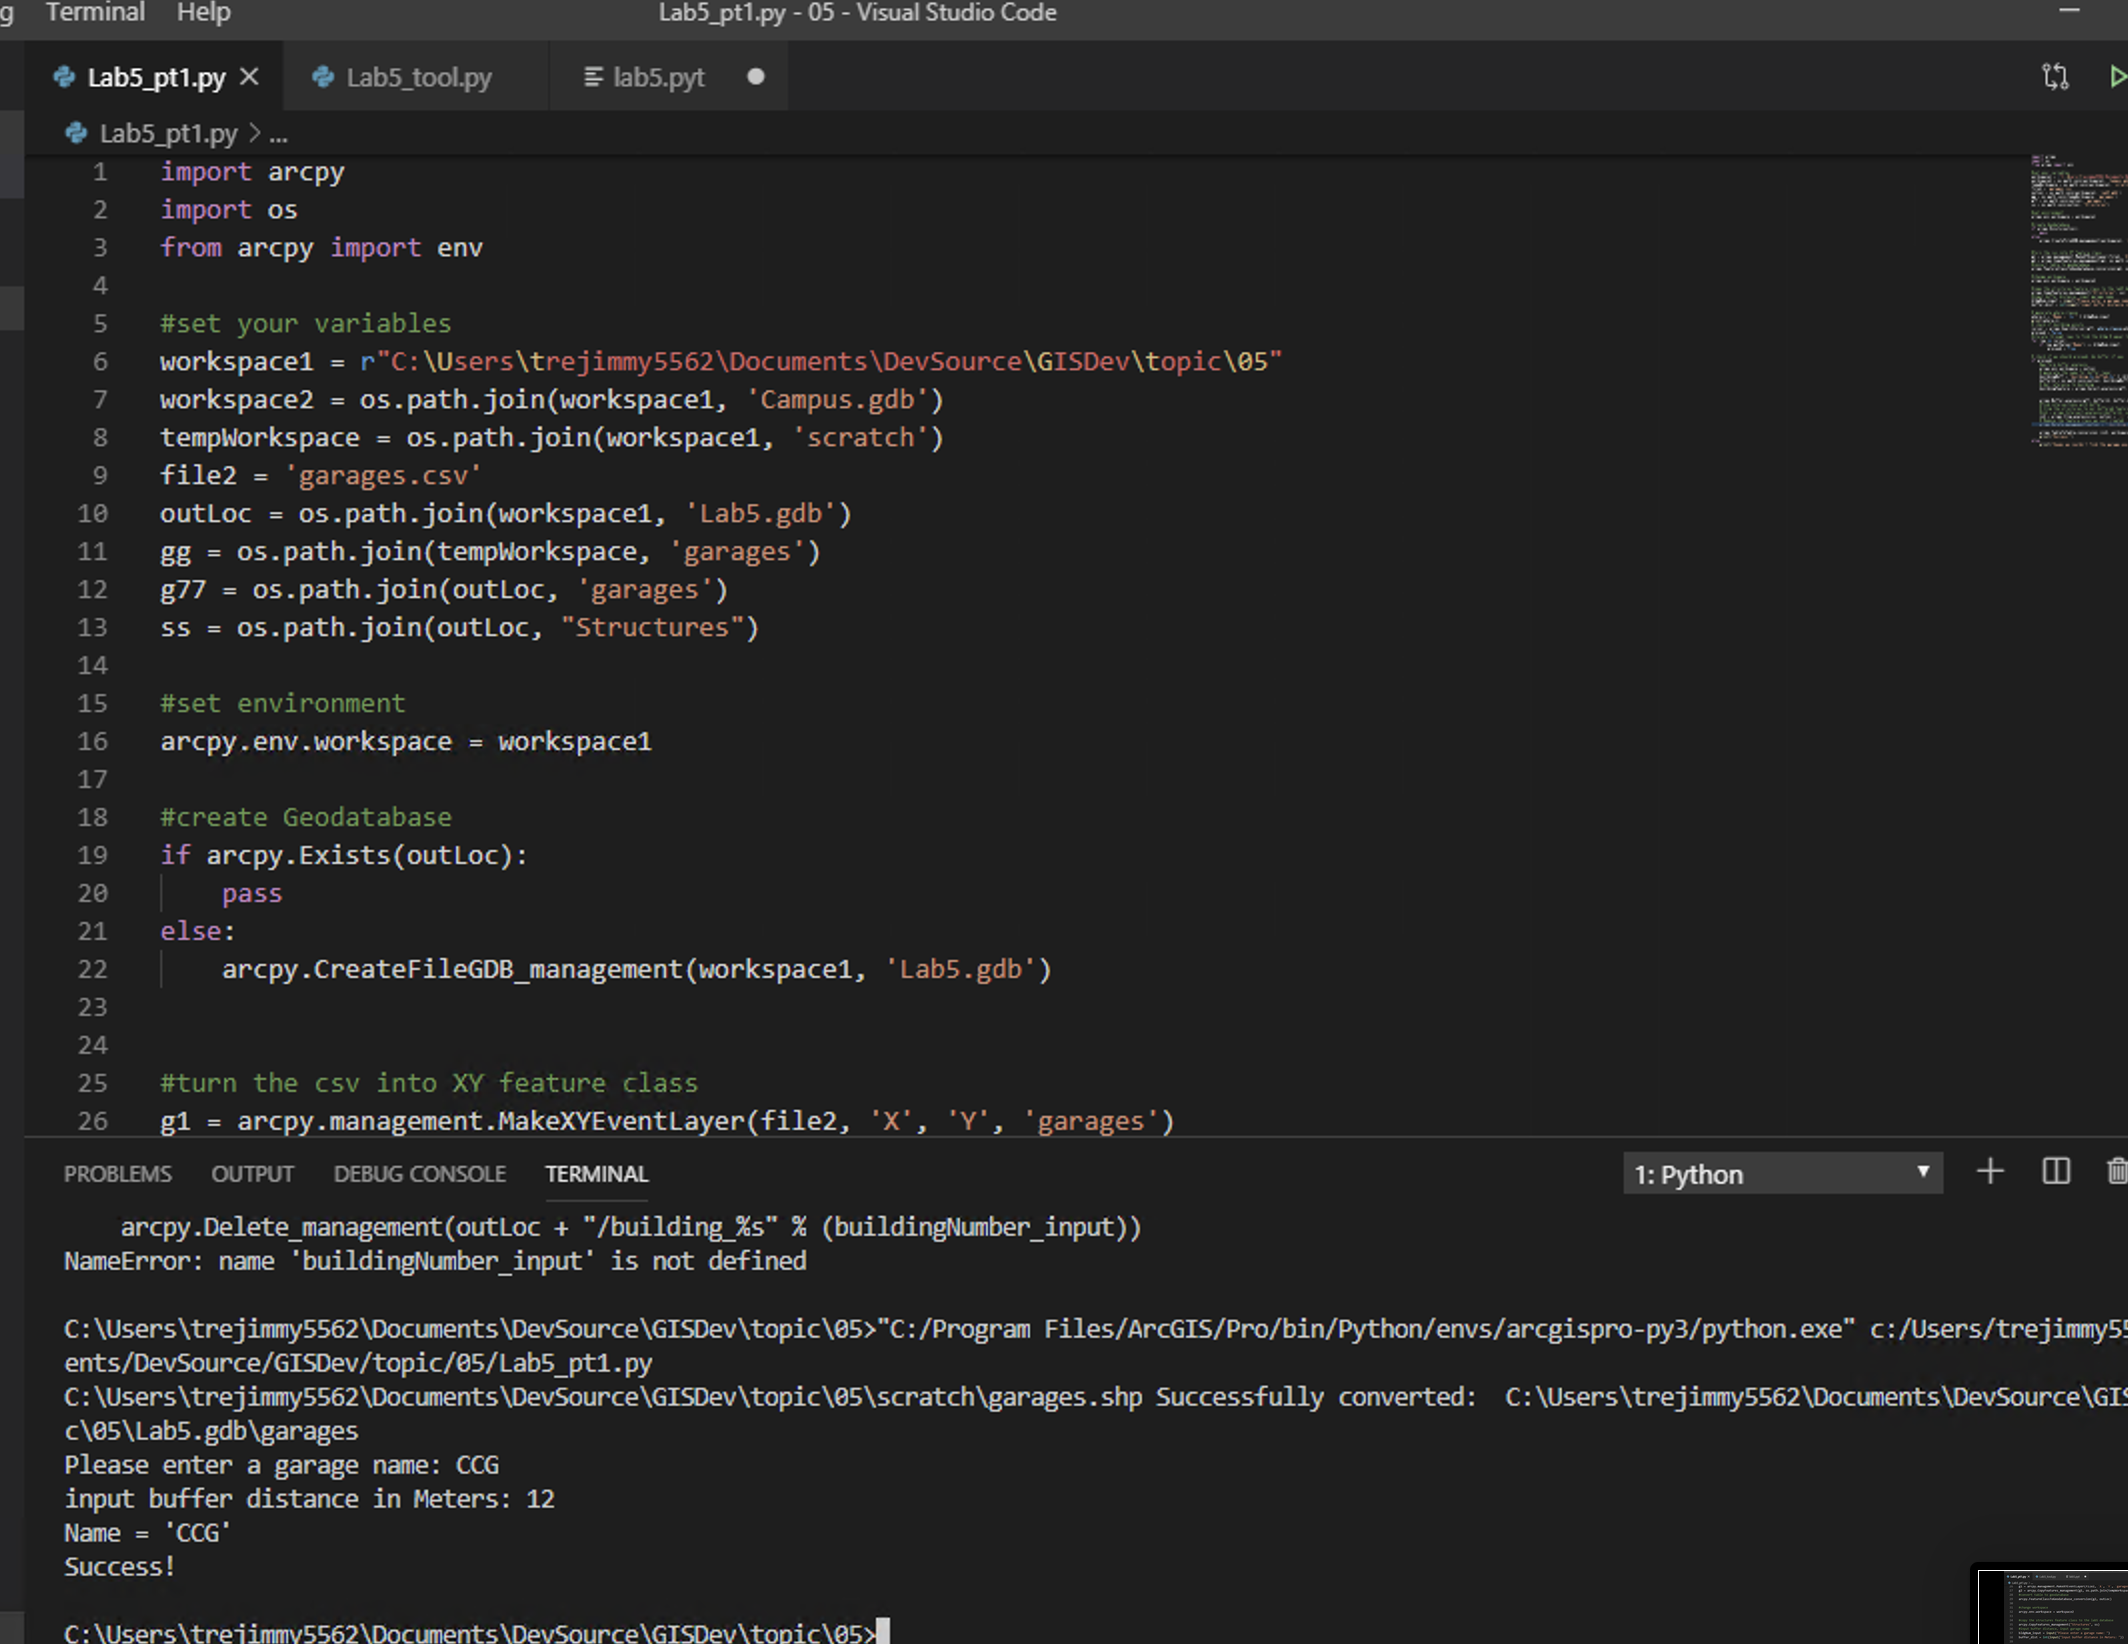 g Terminal Help Lab5_pt1.py - 05 - Visual Studio Code
Lab5_pt1.py Lab5_tool.py lab5.pyt
Lab5_pt1.py > ...
1 import arcpy
2 import os
3 from arcpy import env
4
5 #set your variables
6 workspace1 = r"C:\Users\trejimmy5562\Documents\DevSource\GISDev\topic\05"
7 workspace2 = os.path.join(workspace1, 'Campus.gdb')
8 tempWorkspace = os.path.join(workspace1, 'scratch')
9 file2 = 'garages.csv'
10 outLoc = os.path.join(workspace1, 'Lab5.gdb')
11 gg = os.path.join(tempWorkspace, 'garages')
12 g77 = os.path.join(outLoc, 'garages')
13 ss = os.path.join(outLoc, "Structures")
14
15 #set environment
16 arcpy.env.workspace = workspace1
17
18 #create Geodatabase
19 if arcpy.Exists(outLoc):
20 pass
21 else:
22 arcpy.CreateFileGDB_management(workspace1, 'Lab5.gdb')
23
24
25 #turn the csv into XY feature class
26 g1 = arcpy.management.MakeXYEventLayer(file2, 'X', 'Y', 'garages')
PROBLEMS OUTPUT DEBUG CONSOLE TERMINAL 1: Python
arcpy.Delete_management(outLoc + "/building_%s" % (buildingNumber_input))
NameError: name 'buildingNumber_input' is not defined
C:\Users\trejimmy5562\Documents\DevSource\GISDev\topic\05>"C:/Program Files/ArcGIS/Pro/bin/Python/envs/arcgispro-py3/python.exe" c:/Users/trejimmy55
ents/DevSource/GISDev/topic/05/Lab5_pt1.py
C:\Users\trejimmy5562\Documents\DevSource\GISDev\topic\05\scratch\garages.shp Successfully converted: C:\Users\trejimmy5562\Documents\DevSource\GIS
c\05\Lab5.gdb\garages
Please enter a garage name: CCG
input buffer distance in Meters: 12
Name = 'CCG'
Success!
C:\Users\trejimmy5562\Documents\DevSource\GISDev\topic\05>